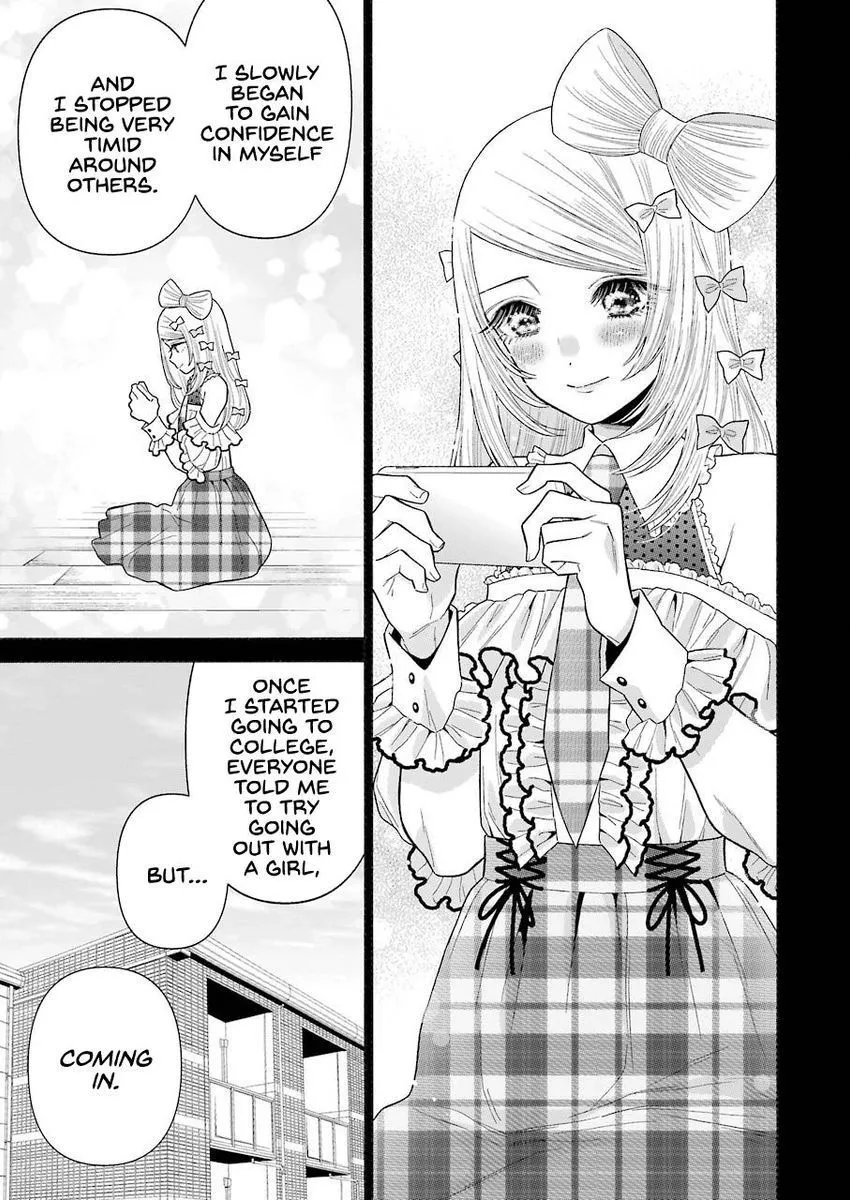 I SLOWLY
BEGAN
TO GAIN
CONFIDENCE
IN MYSELF
AND
I STOPPED
BEING VERY
TIMID
AROUND
OTHERS.
ONCE
I STARTED
GOING TO
COLLEGE,
EVERYONE
TOLD ME
TO TRY
GOING
OUT WITH
A GIRL,
BUT...
COMING
IN.